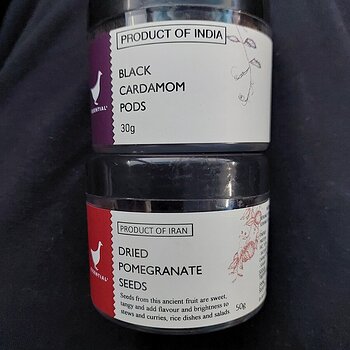 PRODUCT OF INDIA
BLACK
CARDAMOM
PODS
30g
PRODUCT OF IRAN
DRIED
POMEGRANATE
SEEDS
Seeds from this ancient fruit are sweet,
tangy and add flavour and brightness to
stews and curries, rice dishes and salads
50g